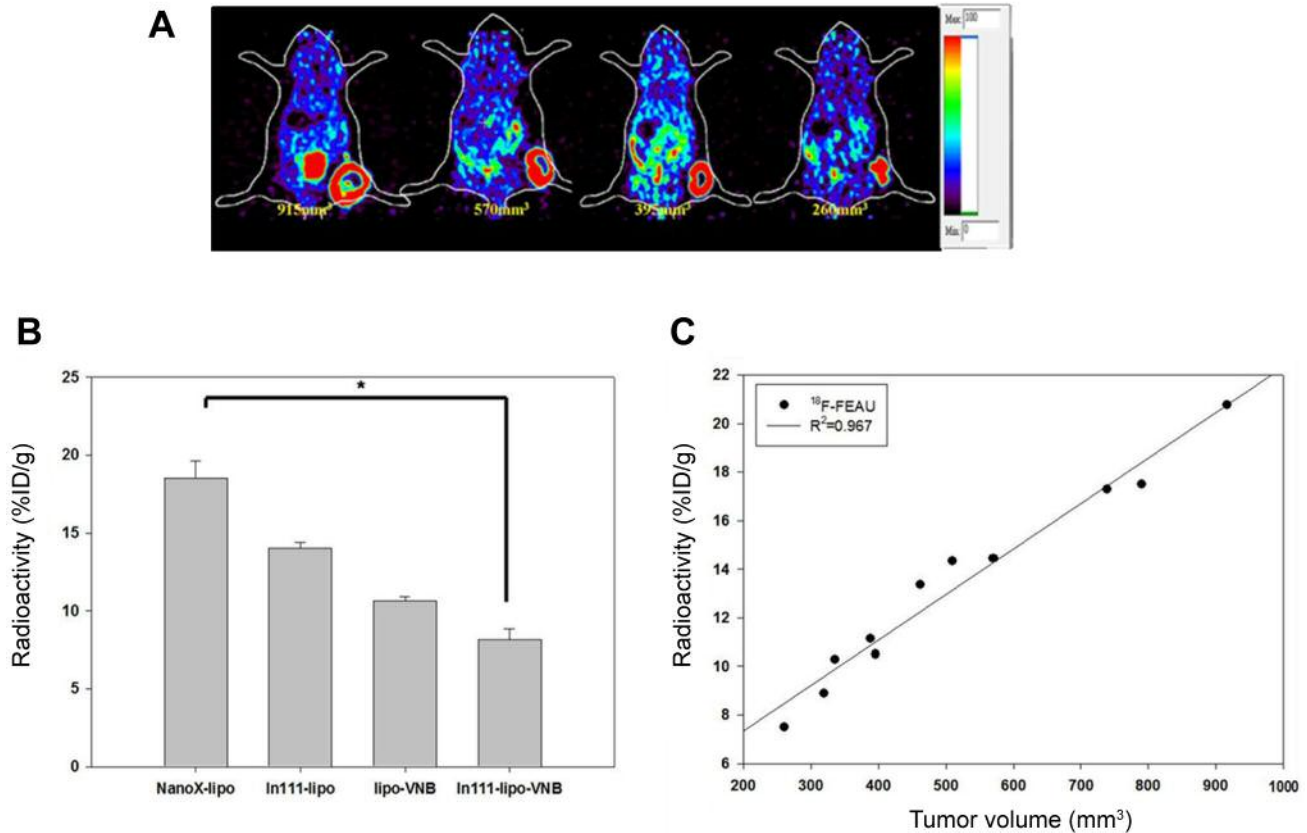 A
Max: 100
915mm³
570mm³
395mm³
260mm³
Min: 0
B
Radioactivity (%ID/g)
25
20
15
10
5
0
*
NanoX-lipo
In111-lipo
lipo-VNB
In111-lipo-VNB
C
Radioactivity (%ID/g)
22
20
18
16
14
12
10
8
6
¹⁸F-FEAU
R²=0.967
200
300
400
500
600
700
800
900
1000
Tumor volume (mm³)